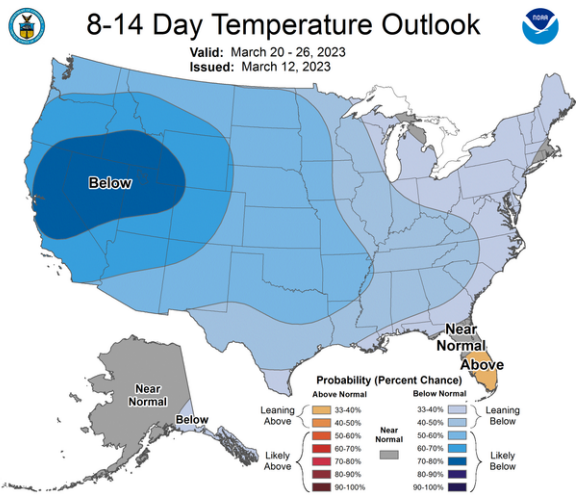 8-14 Day Temperature Outlook
Valid: March 20 - 26, 2023
Issued: March 12, 2023
NOAA
Below
Near
Normal
Above
Near
Normal
Below
Probability (Percent Chance)
Above Normal
Below Normal
Leaning
Above
33-40%
40-50%
Likely
Above
50-60%
60-70%
70-80%
80-90%
90-100%
Near
Normal
33-40%
40-50%
Leaning
Below
50-60%
60-70%
70-80%
80-90%
90-100%
Likely
Below